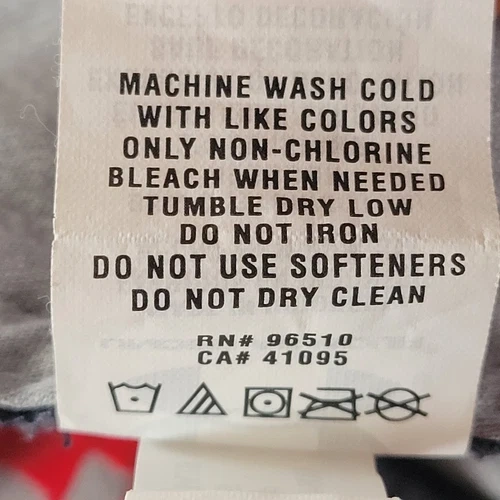 MACHINE WASH COLD
WITH LIKE COLORS
ONLY NON-CHLORINE
BLEACH WHEN NEEDED
TUMBLE DRY LOW
DO NOT IRON
DO NOT USE SOFTENERS
DO NOT DRY CLEAN
RN# 96510
CA# 41095